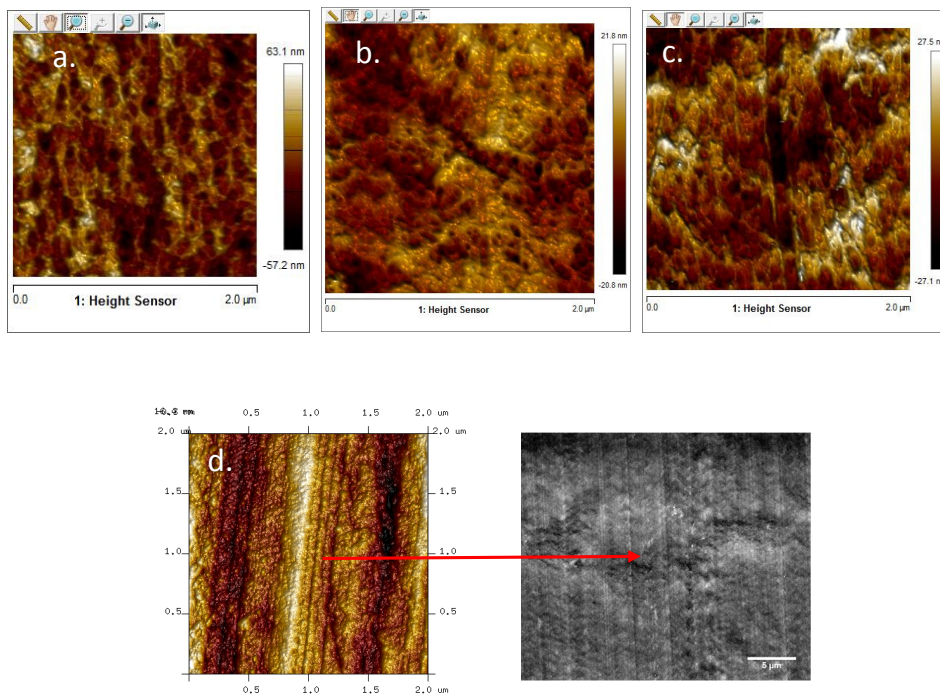 a.
63.1 nm
-57.2 nm
0.0
1: Height Sensor
2.0 µm
b.
21.8 nm
-20.8 nm
0.0
1: Height Sensor
2.0 µm
c.
27.5 nm
-27.1 nm
0.0
1: Height Sensor
2.0 µm
0.5 1.0 1.5 2.0 um
2.0 um 2.0
d.
1.5 1.5
1.0 1.0
0.5 0.5
0.5 1.0 1.5 2.0 um
5 µm